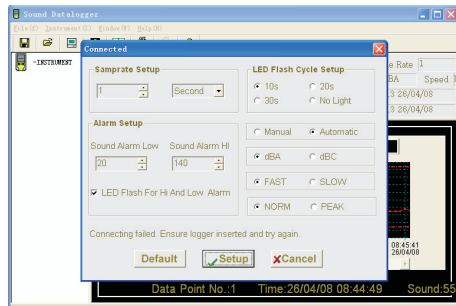 Sound Datalogger
File(F) Instrument(I) Window(W) Help(H)
Connected
-INSTRUMENT
Samprate Setup
1 Second
LED Flash Cycle Setup
10s 20s
30s No Light
e Rate 1
BA Speed
3 26/04/08
3 26/04/08
Alarm Setup
Sound Alarm Low Sound Alarm HI
20 140
LED Flash For Hi And Low Alarm
Manual Automatic
dBA dBC
FAST SLOW
NORM PEAK
Connecting failed. Ensure logger inserted and try again.
Default Setup Cancel
08:45:41
26/04/08
Data Point No.:1 Time:26/04/08 08:44:49 Sound:55